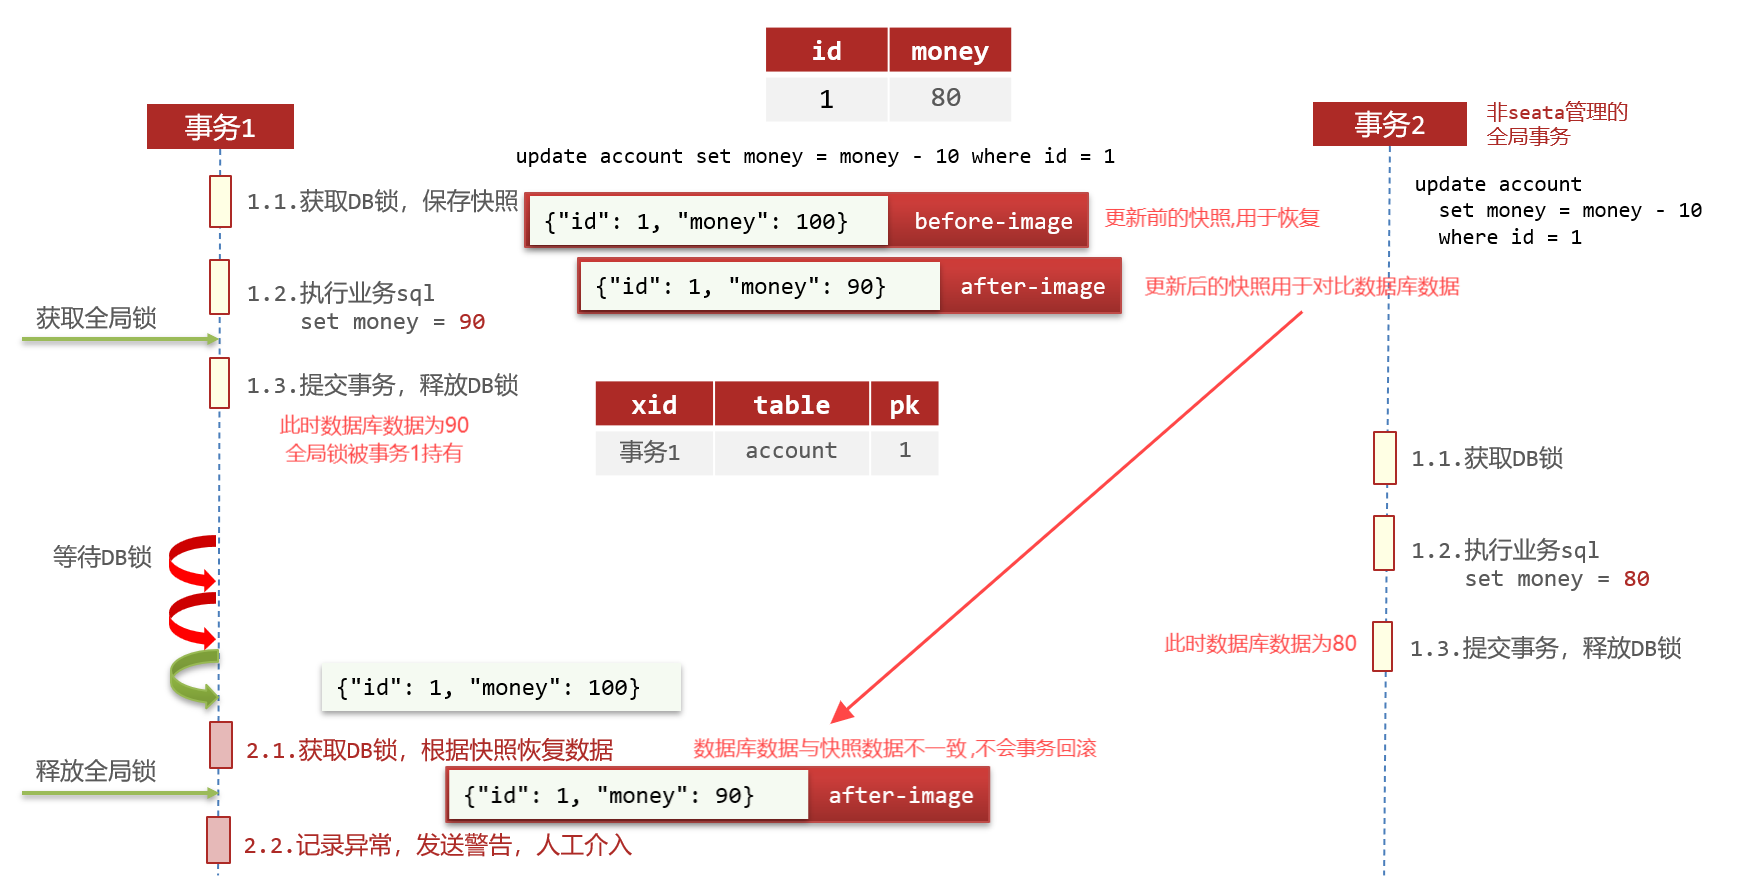 id money
1 80
事务1
事务2
非seata管理的
全局事务
update account set money = money - 10 where id = 1
update account
set money = money - 10
where id = 1
1.1.获取DB锁，保存快照
{"id": 1, "money": 100} before-image
更新前的快照,用于恢复
{"id": 1, "money": 90} after-image
更新后的快照用于对比数据库数据
1.2.执行业务sql
set money = 90
获取全局锁
1.3.提交事务，释放DB锁
此时数据库数据为90
全局锁被事务1持有
xid table pk
事务1 account 1
1.1.获取DB锁
等待DB锁
1.2.执行业务sql
set money = 80
此时数据库数据为80
1.3.提交事务，释放DB锁
{"id": 1, "money": 100}
2.1.获取DB锁，根据快照恢复数据
数据库数据与快照数据不一致,不会事务回滚
释放全局锁
{"id": 1, "money": 90} after-image
2.2.记录异常，发送警告，人工介入